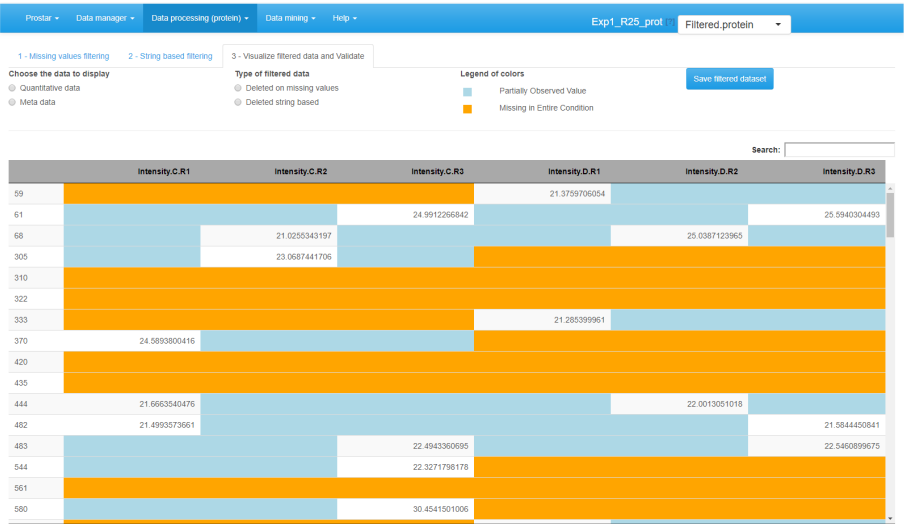 Prostar Data manager Data processing (protein) Data mining Help Exp1_R25_prot [?] Filtered.protein
1 - Missing values filtering 2 - String based filtering 3 - Visualize filtered data and Validate
Choose the data to display Type of filtered data Legend of colors
Quantitative data Deleted on missing values Partially Observed Value Save filtered dataset
Meta data Deleted string based Missing in Entire Condition
Search:
Intensity.C.R1 Intensity.C.R2 Intensity.C.R3 Intensity.D.R1 Intensity.D.R2 Intensity.D.R3
59 21.3759706054
61 24.9912266842 25.5940304493
68 21.0255343197 25.0387123965
305 23.0687441706
310
322
333 21.285399961
370 24.5893800416
420
435
444 21.6663540476 22.0013051018
482 21.4993573661 21.5844450841
483 22.4943360695 22.5460899675
544 22.3271798178
561
580 30.4541501006